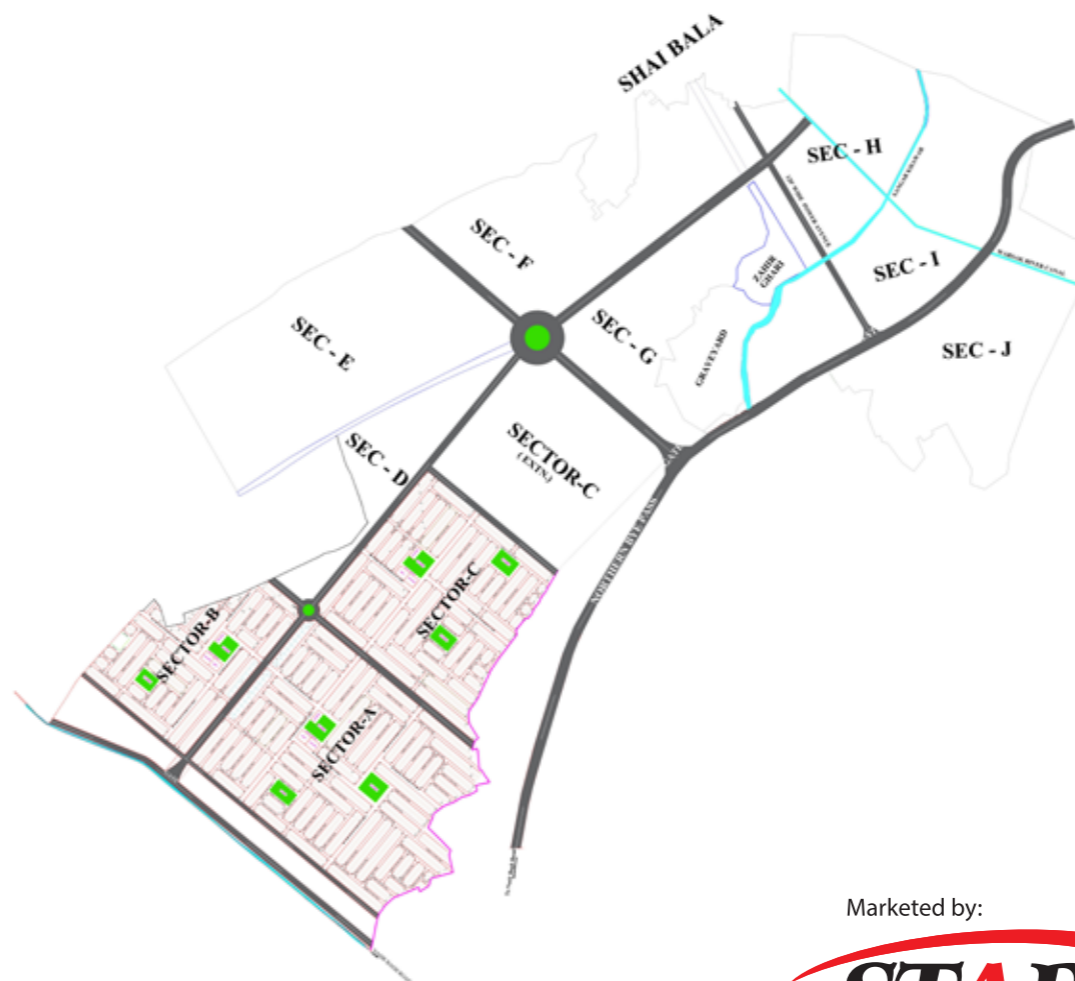 SHAI BALA
SEC - H
SEC - F
SEC - I
ZAHIR
GHARI
SEC - G
SEC - E
GRAVEYARD
SEC - J
SEC - D
SECTOR-C
( EXTN.)
NORTHERN BYE PASS
SECTOR-C
SECTOR-B
SECTOR-A
Marketed by: